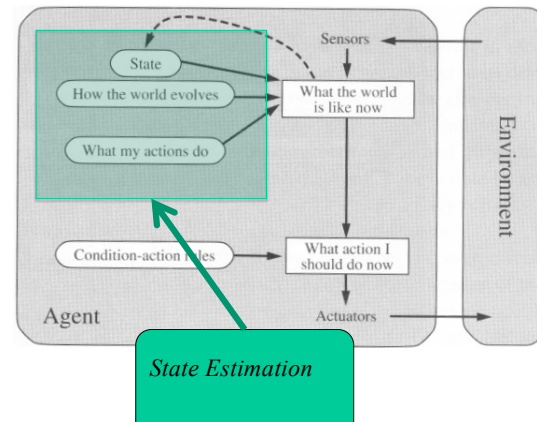 Sensors
State
How the world evolves
What the world
is like now
What my actions do
Environment
Condition-action rules
What action I
should do now
Agent
Actuators
State Estimation